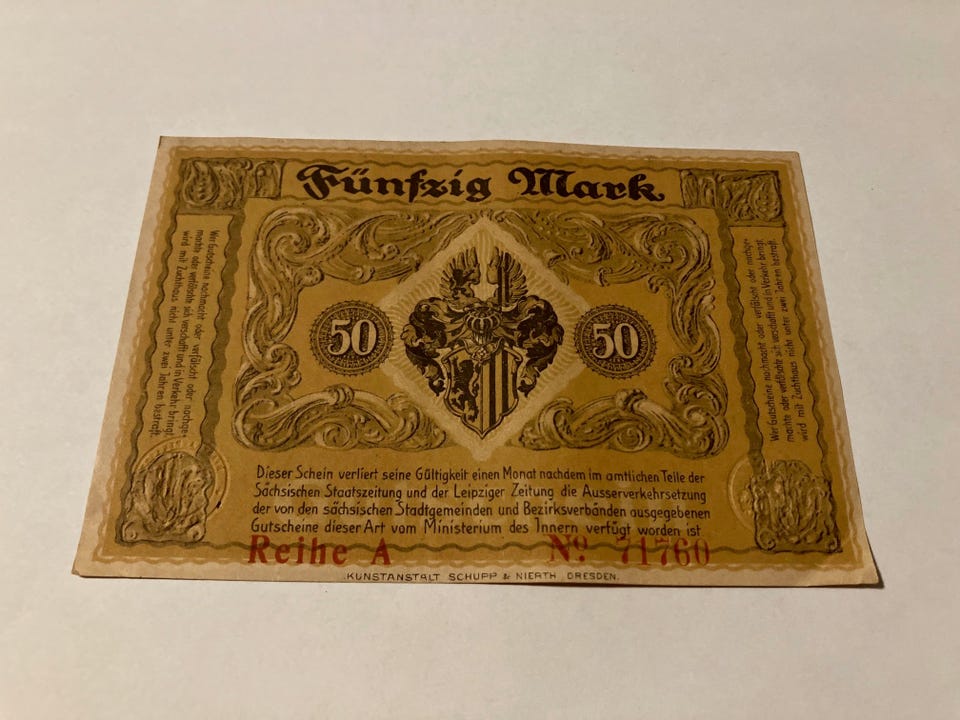 Fünfzig Mark
Wer Gutscheine nachmacht oder verfälscht oder nachge-
machte oder verfälschte sich verschafft und in Verkehr bringt
wird mit Zuchthaus nicht unter zwei Jahren bestraft.
50
50
Wer Gutscheine nachmacht oder verfälscht oder nachge-
machte oder verfälschte sich verschafft und in Verkehr bringt,
wird mit Zuchthaus nicht unter zwei Jahren bestraft.
Dieser Schein verliert seine Gültigkeit einen Monat nachdem im amtlichen Teile der
Sächsischen Staatszeitung und der Leipziger Zeitung die Ausserverkehrsetzung
der von den sächsischen Stadtgemeinden und Bezirksverbänden ausgegebenen
Gutscheine dieser Art vom Ministerium des Innern verfügt worden ist
Reihe A Nº 71760
KUNSTANSTALT SCHUPP & NIERTH DRESDEN.